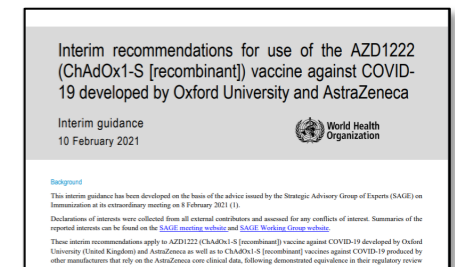 Interim recommendations for use of the AZD1222
(ChAdOx1-S [recombinant]) vaccine against COVID-
19 developed by Oxford University and AstraZeneca
Interim guidance
10 February 2021
World Health
Organization
Background
This interim guidance has been developed on the basis of the advice issued by the Strategic Advisory Group of Experts (SAGE) on
Immunization at its extraordinary meeting on 8 February 2021 (1).
Declarations of interests were collected from all external contributors and assessed for any conflicts of interest. Summaries of the
reported interests can be found on the SAGE meeting website and SAGE Working Group website.
These interim recommendations apply to AZD1222 (ChAdOx1-S [recombinant]) vaccine against COVID-19 developed by Oxford
University (United Kingdom) and AstraZeneca as well as to ChAdOx1-S [recombinant] vaccines against COVID-19 produced by
other manufacturers that rely on the AstraZeneca core clinical data, following demonstrated equivalence in their regulatory review